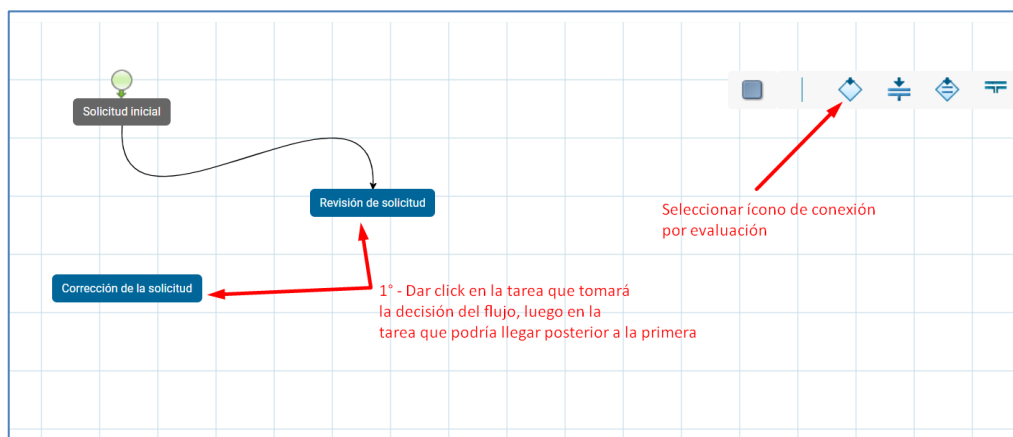 Solicitud inicial
Revisión de solicitud
Seleccionar ícono de conexión
por evaluación
Corrección de la solicitud
1° - Dar click en la tarea que tomará
la decisión del flujo, luego en la
tarea que podría llegar posterior a la primera